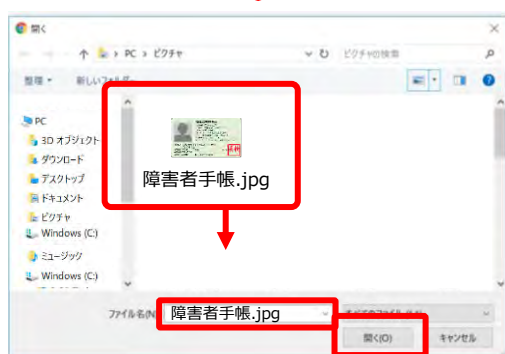 開く
PC > ピクチャ
ピクチャの検索
整理
新しいフォルダー
PC
3D オブジェクト
ダウンロード
デスクトップ
ドキュメント
ピクチャ
Windows (C:)
ミュージック
Windows (C:)
障害者手帳.jpg
ファイル名(N)
障害者手帳.jpg
開く(O)
キャンセル